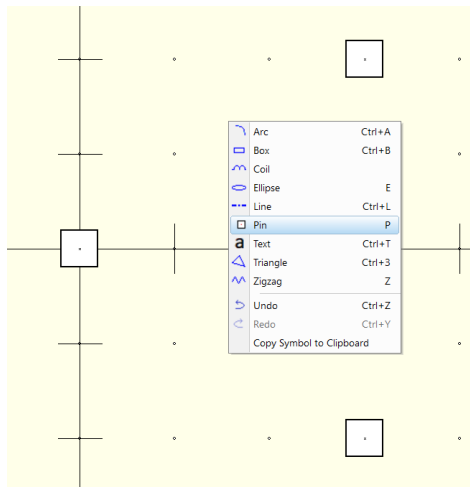 Arc Ctrl+A
Box Ctrl+B
Coil
Ellipse E
Line Ctrl+L
Pin P
a Text Ctrl+T
Triangle Ctrl+3
Zigzag Z
Undo Ctrl+Z
Redo Ctrl+Y
Copy Symbol to Clipboard